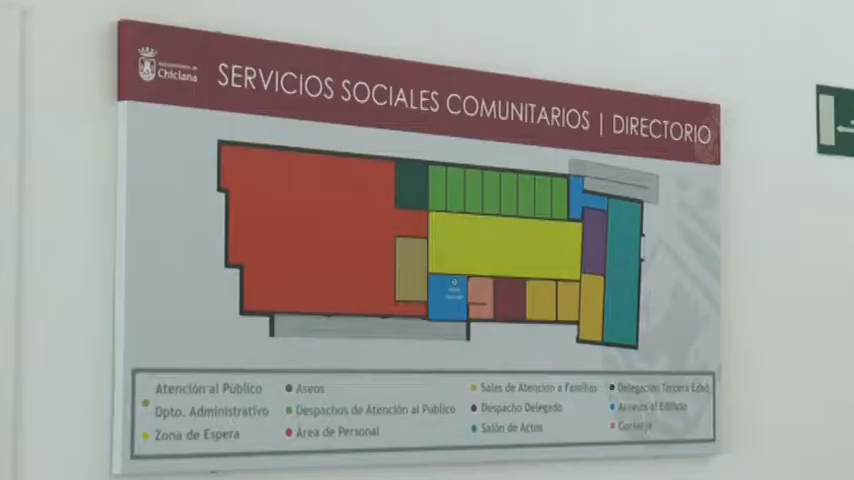 Chiclana
SERVICIOS SOCIALES COMUNITARIOS | DIRECTORIO
Atención al Público
Dpto. Administrativo
Zona de Espera
Aseos
Despachos de Atención al Público
Área de Personal
Salas de Atención a Familias
Despacho Delegado
Salón de Actos
Delegación Tercera Edad
Accesos al Edificio
Conserje